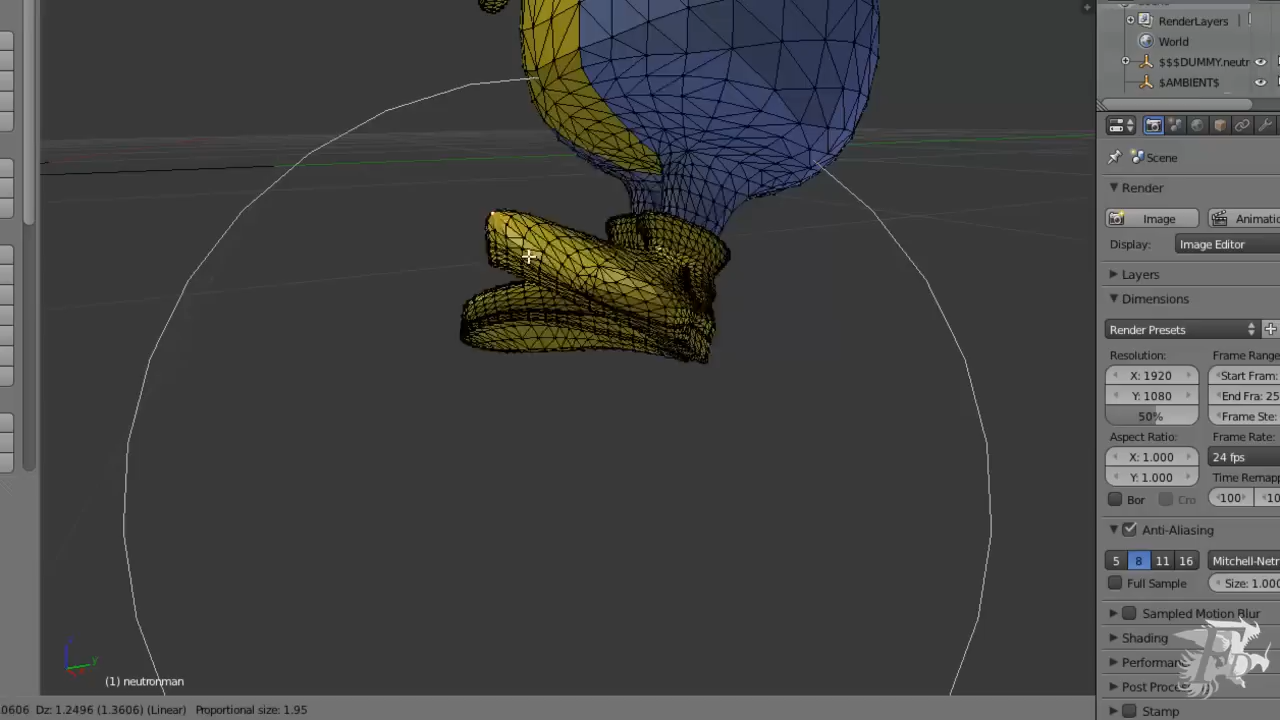 RenderLayers
World
$$$DUMMY.neutr
$AMBIENT$
Scene
Render
Image
Animatio
Display:
Image Editor
Layers
Dimensions
Render Presets
Resolution:
Frame Range
X: 1920
Start Fram:
Y: 1080
End Fra: 25
50%
Frame Ste:
Aspect Ratio:
Frame Rate:
X: 1.000
24 fps
Y: 1.000
Time Remapp
Bor
Cro
100
10
Anti-Aliasing
5
8
11
16
Mitchell-Netr
Full Sample
Size: 1.000
Sampled Motion Blur
Shading
Performan
Post Proce
Stamp
y
(1) neutronman
.0606 Dz: 1.2496 (1.3606) (Linear) Proportional size: 1.95